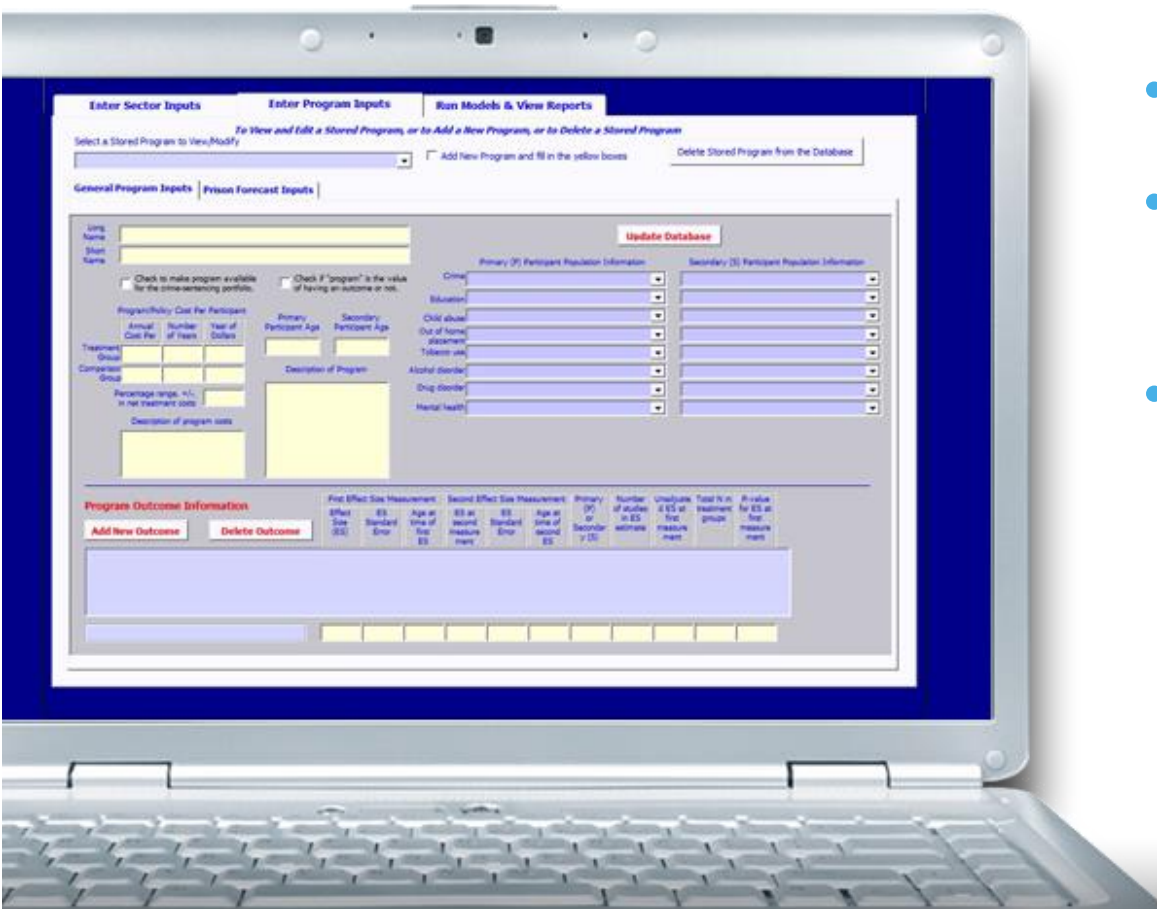 Enter Sector Inputs
Enter Program Inputs
Run Models & View Reports
To View and Edit a Stored Program, or to Add a New Program, or to Delete a Stored Program
Select a Stored Program to View/Modify
Add New Program and fill in the yellow boxes
Delete Stored Program from the Database
General Program Inputs
Prison Forecast Inputs
Long
Name
Short
Name
Update Database
Check to make program available
for the crime-sentencing portfolio.
Check if "program" is the value
of having an outcome or not.
Primary (P) Participant Population Information
Secondary (S) Participant Population Information
Crime
Education
Child abuse
Out of home
placement
Tobacco use
Alcohol disorder
Drug disorder
Mental health
Program/Policy Cost Per Participant
Annual
Cost Per
Number
of Years
Year of
Dollars
Treatment
Group
Comparison
Group
Primary
Participant Age
Secondary
Participant Age
Percentage range, +/-,
in net treatment costs
Description of program costs
Description of Program
Program Outcome Information
Add New Outcome
Delete Outcome
First Effect Size Measurement
Second Effect Size Measurement
Effect
Size
(ES)
ES
Standard
Error
Age at
time of
first
ES
ES at
second
measure
ment
ES
Standard
Error
Age at
time of
second
ES
Primary
(P)
or
Secondar
y (S)
Number
of studies
in ES
estimate
Unadjuste
d ES at
first
measure
ment
Total N in
treatment
groups
P-value
for ES at
first
measure
ment